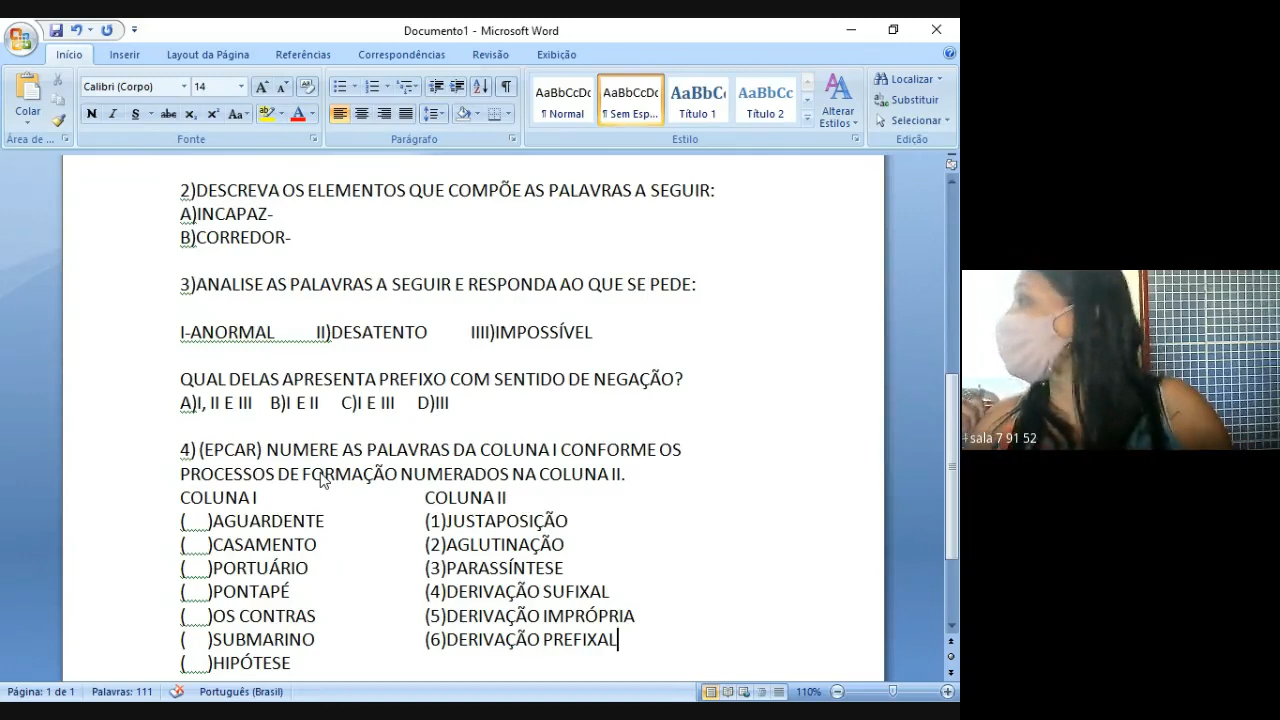 Documento1 - Microsoft Word
Início Inserir Layout da Página Referências Correspondências Revisão Exibição
Calibri (Corpo) 14
Colar
N I S abc x₂ x² Aa
Área de... Fonte Parágrafo Estilo Edição
AaBbCcDc AaBbCcDc AaBbC AaBbCc
¶ Normal ¶ Sem Esp... Título 1 Título 2
Alterar Estilos
Localizar
Substituir
Selecionar
2)DESCREVA OS ELEMENTOS QUE COMPÕE AS PALAVRAS A SEGUIR:
A)INCAPAZ-
B)CORREDOR-
3)ANALISE AS PALAVRAS A SEGUIR E RESPONDA AO QUE SE PEDE:
I-ANORMAL II)DESATENTO IIII)IMPOSSÍVEL
QUAL DELAS APRESENTA PREFIXO COM SENTIDO DE NEGAÇÃO?
A)I, II E III B)I E II C)I E III D)III
4) (EPCAR) NUMERE AS PALAVRAS DA COLUNA I CONFORME OS
PROCESSOS DE FORMAÇÃO NUMERADOS NA COLUNA II.
COLUNA I COLUNA II
( )AGUARDENTE (1)JUSTAPOSIÇÃO
( )CASAMENTO (2)AGLUTINAÇÃO
( )PORTUÁRIO (3)PARASSÍNTESE
( )PONTAPÉ (4)DERIVAÇÃO SUFIXAL
( )OS CONTRAS (5)DERIVAÇÃO IMPRÓPRIA
( )SUBMARINO (6)DERIVAÇÃO PREFIXAL
( )HIPÓTESE
Página: 1 de 1 Palavras: 111 Português (Brasil) 110%
sala 7 91 52